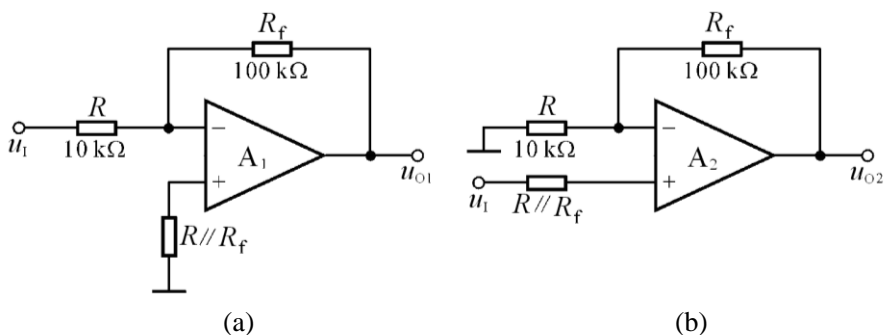 R_f
100 kΩ
R
10 kΩ
u_I
−
+
A_1
u_O1
R // R_f
(a)
R_f
100 kΩ
R
10 kΩ
u_I
R // R_f
−
+
A_2
u_O2
(b)